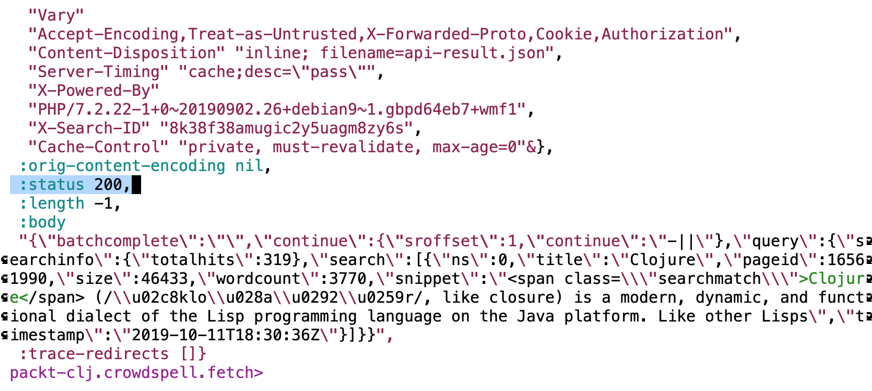 "Vary"
"Accept-Encoding,Treat-as-Untrusted,X-Forwarded-Proto,Cookie,Authorization",
"Content-Disposition" "inline; filename=api-result.json",
"Server-Timing" "cache;desc=\"pass\"",
"X-Powered-By"
"PHP/7.2.22-1+0~20190902.26+debian9~1.gbpd64eb7+wmf1",
"X-Search-ID" "8k38f38amugic2y5uagm8zy6s",
"Cache-Control" "private, must-revalidate, max-age=0"&},
:orig-content-encoding nil,
:status 200,
:length -1,
:body
"{\"batchcomplete\":\"\",\"continue\":{\"sroffset\":1,\"continue\":\"-||\"},\"query\":{\"s
earchinfo\":{\"totalhits\":319},\"search\":[{\"ns\":0,\"title\":\"Clojure\",\"pageid\":1656
1990,\"size\":46433,\"wordcount\":3770,\"snippet\":\"<span class=\\\"searchmatch\\\">Clojur
e</span> (/\\u02c8klo\\u028a\\u0292\\u0259r/, like closure) is a modern, dynamic, and funct
ional dialect of the Lisp programming language on the Java platform. Like other Lisps\",\"t
imestamp\":\"2019-10-11T18:30:36Z\"}]}}",
:trace-redirects []}
packt-clj.crowdspell.fetch>